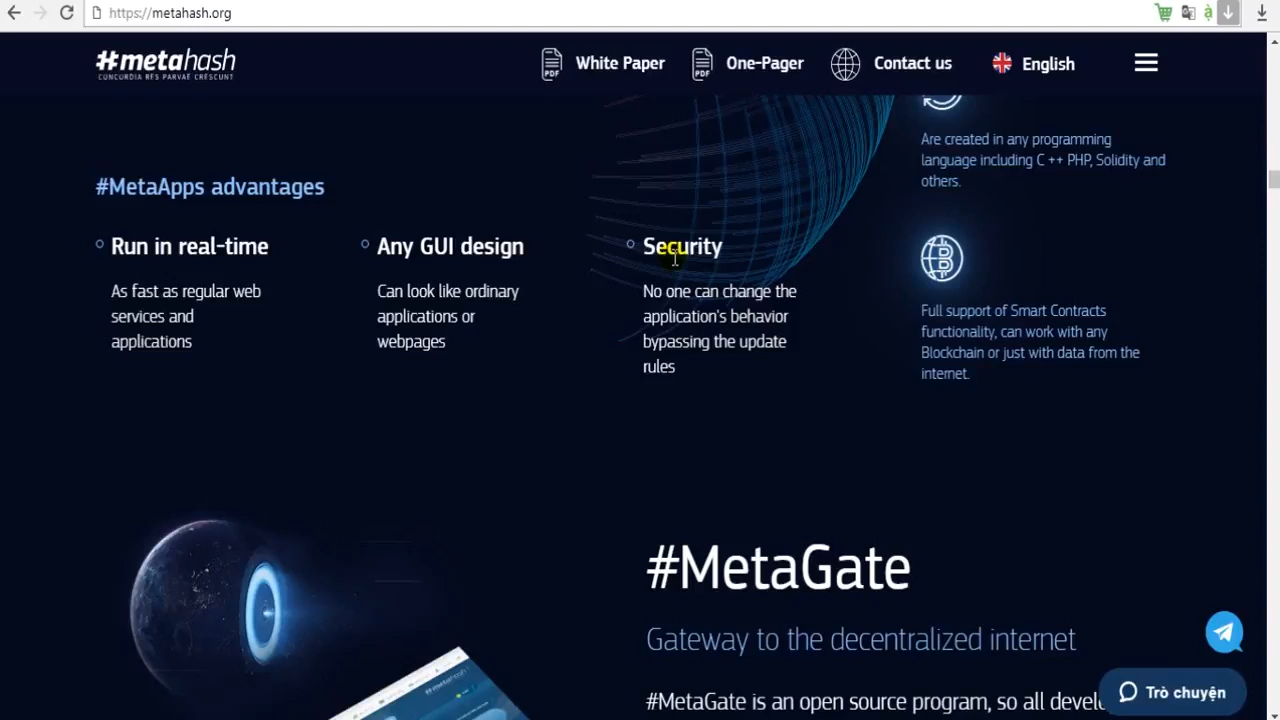 https://metahash.org
#metahash
CONCORDIA RES PARVAE CRESCUNT
PDF
White Paper
PDF
One-Pager
Contact us
English
Are created in any programming
language including C ++ PHP, Solidity and
others.
#MetaApps advantages
Run in real-time
As fast as regular web
services and
applications
Any GUI design
Can look like ordinary
applications or
webpages
Security
No one can change the
application's behavior
bypassing the update
rules
Full support of Smart Contracts
functionality, can work with any
Blockchain or just with data from the
internet.
#MetaGate
Gateway to the decentralized internet
#MetaGate is an open source program, so all
#metahash
Trò chuyện